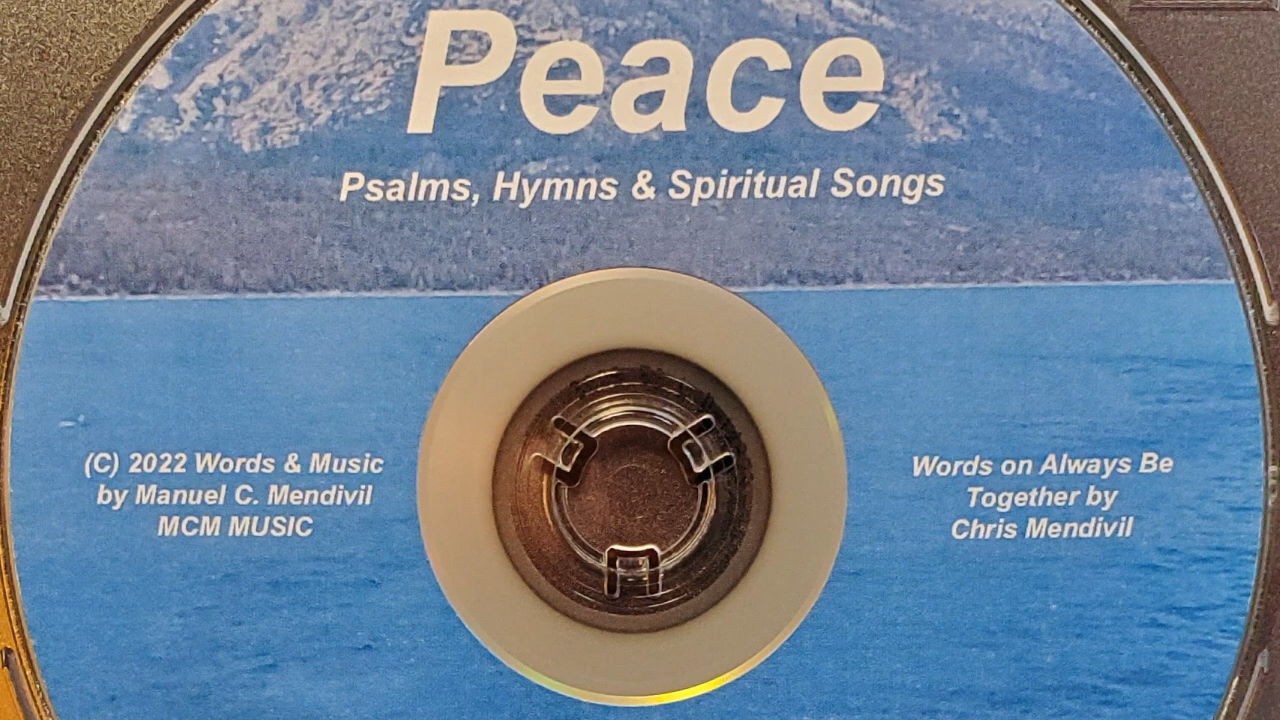 Peace
Psalms, Hymns & Spiritual Songs
(C) 2022 Words & Music
by Manuel C. Mendivil
MCM MUSIC
Words on Always Be
Together by
Chris Mendivil